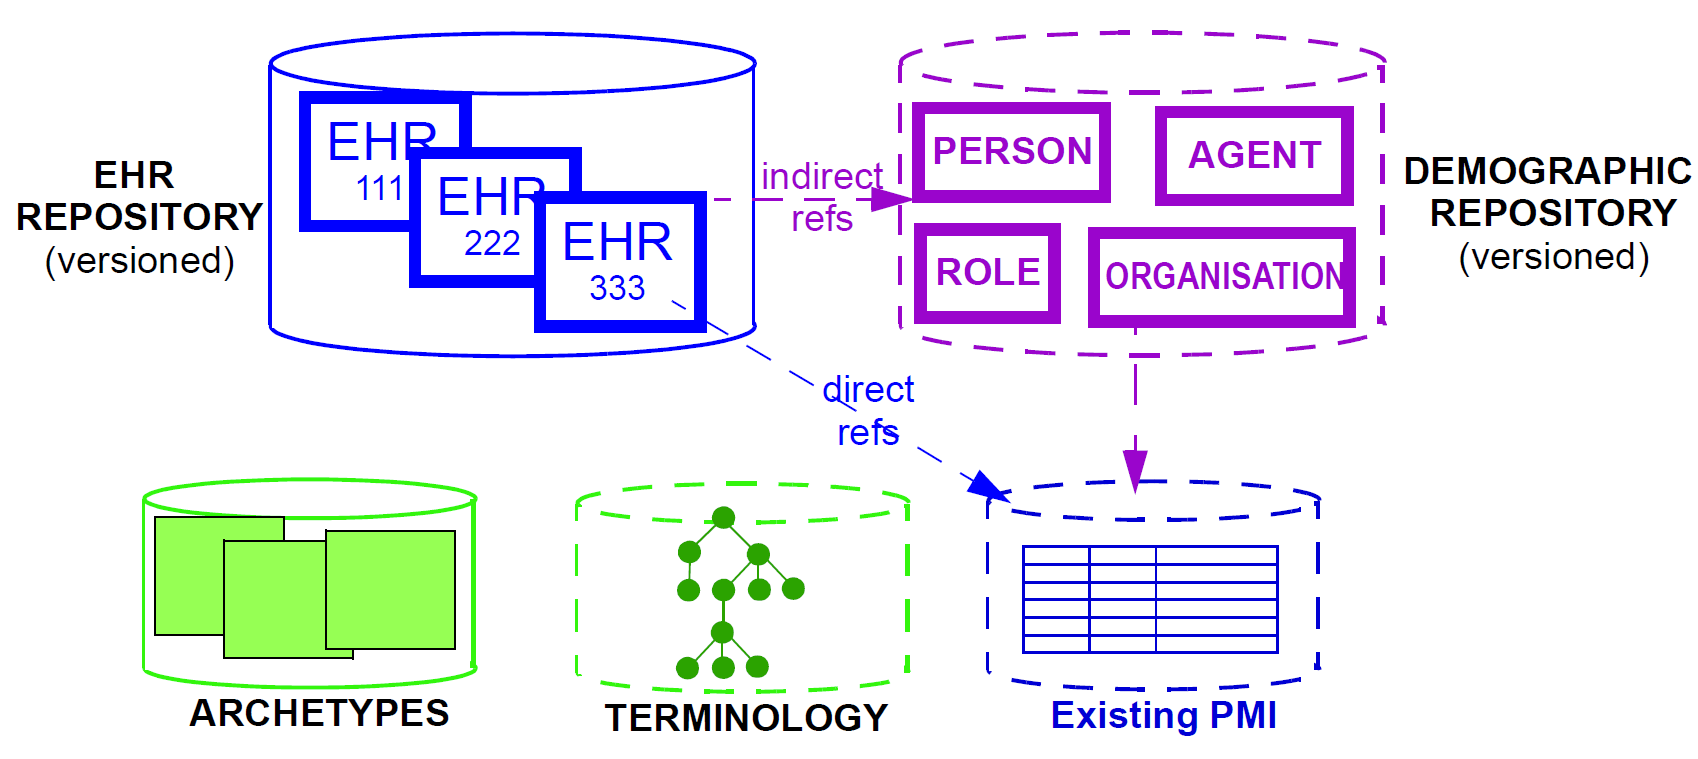 EHR
REPOSITORY
(versioned)
EHR
111
EHR
222
EHR
333
indirect
refs
PERSON
AGENT
ROLE
ORGANISATION
DEMOGRAPHIC
REPOSITORY
(versioned)
direct
refs
ARCHETYPES
TERMINOLOGY
Existing PMI